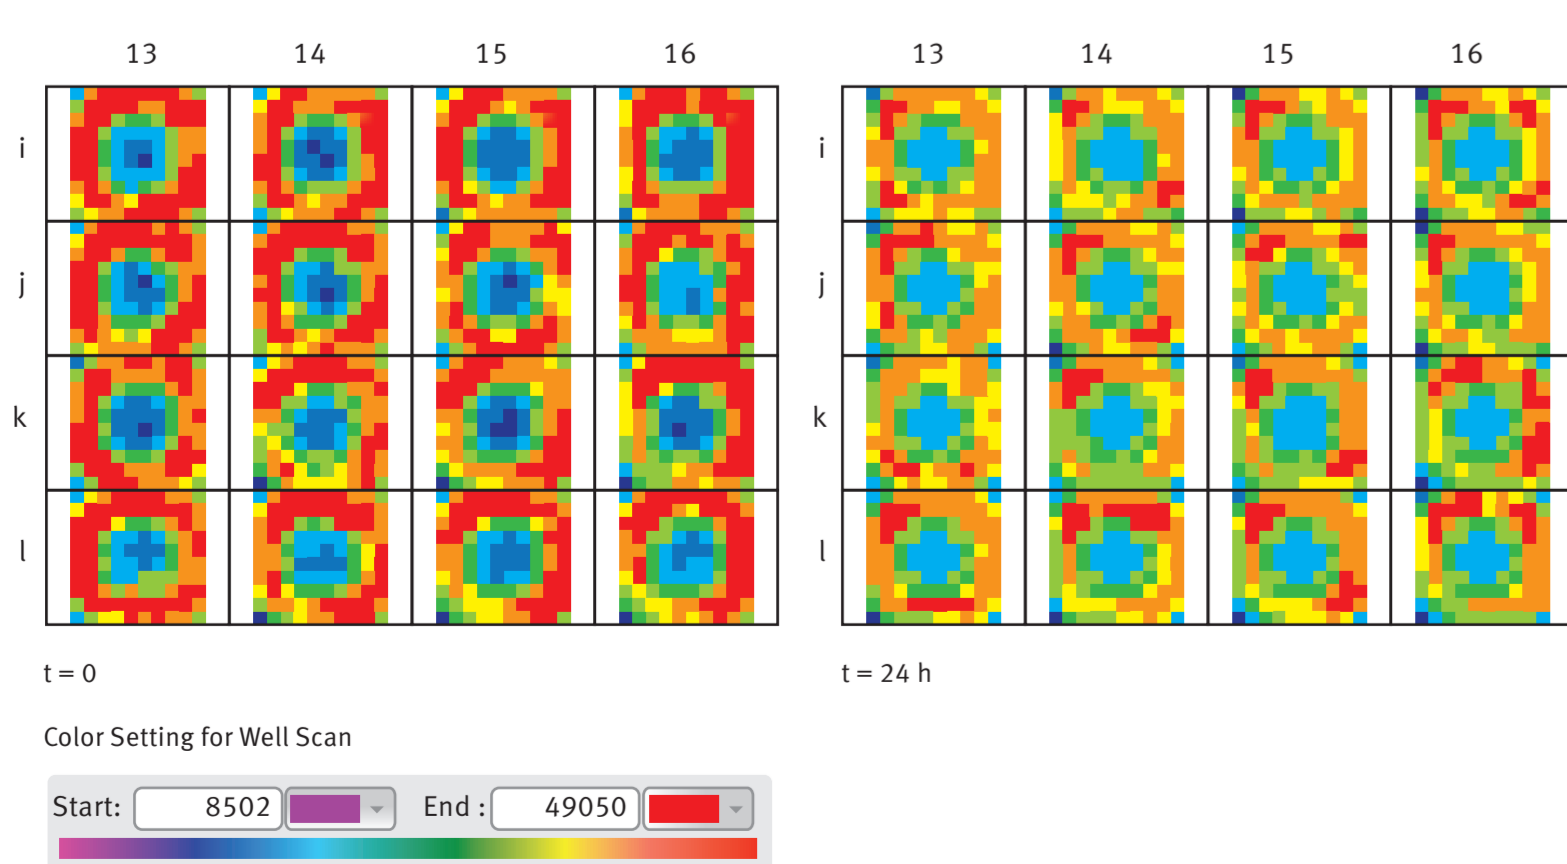 13 14 15 16 13 14 15 16
i i
j j
k k
l l
t = 0 t = 24 h
Color Setting for Well Scan
Start: 8502 End : 49050